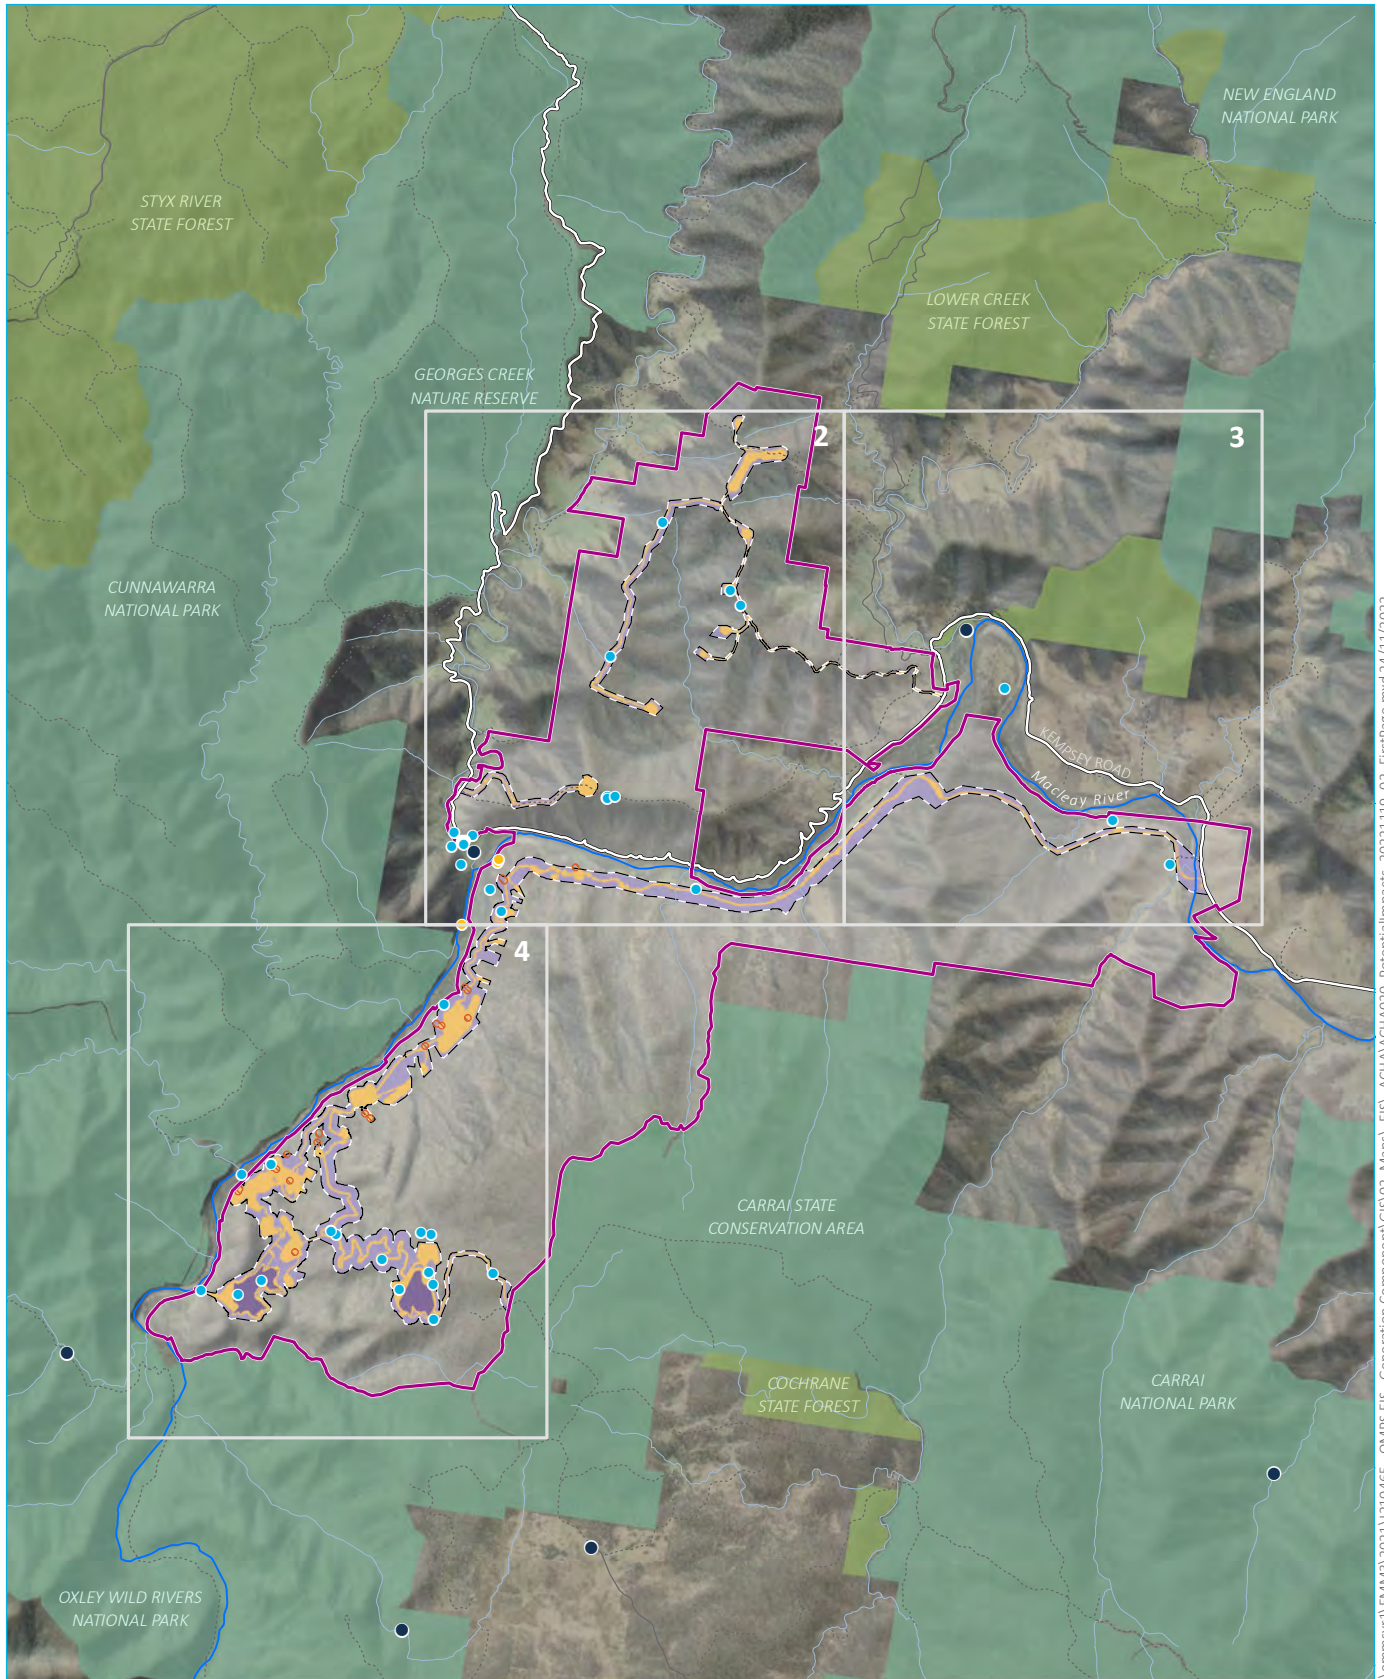 NEW ENGLAND
NATIONAL PARK
STYX RIVER
STATE FOREST
LOWER CREEK
STATE FOREST
GEORGES CREEK
NATURE RESERVE
2
3
CUNNAWARRA
NATIONAL PARK
KEMPSEY ROAD
Macleay River
4
CARRAI STATE
CONSERVATION AREA
COCHRANE
STATE FOREST
CARRAI
NATIONAL PARK
OXLEY WILD RIVERS
NATIONAL PARK